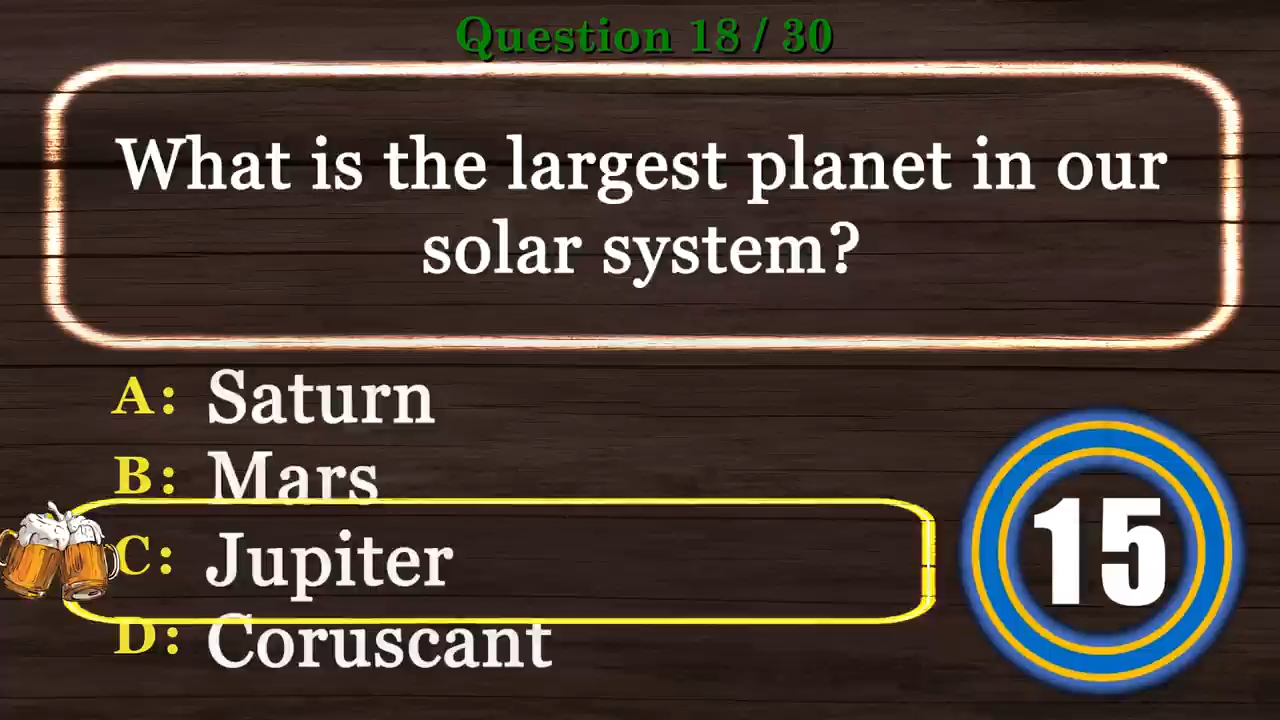 Question 18 / 30
What is the largest planet in our
solar system?
A: Saturn
B: Mars
C: Jupiter
D: Coruscant
15